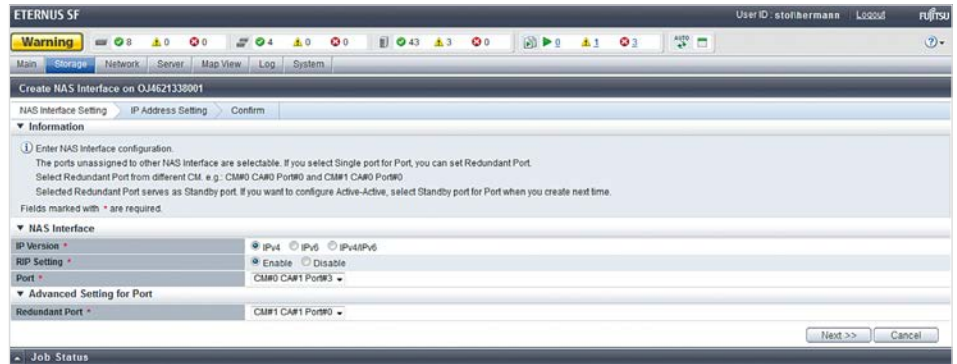 ETERNUS SF
User ID : stollhermann Logout FUJITSU
Warning 8 0 0 4 0 0 43 3 0 0 1 3 AUTO
Main Storage Network Server Map View Log System
Create NAS Interface on OJ4621338001
NAS Interface Setting IP Address Setting Confirm
Information
Enter NAS Interface configuration.
The ports unassigned to other NAS Interface are selectable. If you select Single port for Port, you can set Redundant Port.
Select Redundant Port from different CM. e.g.: CM#0 CA#0 Port#0 and CM#1 CA#0 Port#0
Selected Redundant Port serves as Standby port. If you want to configure Active-Active, select Standby port for Port when you create next time.
Fields marked with * are required.
NAS Interface
IP Version * IPv4 IPv6 IPv4/IPv6
RIP Setting * Enable Disable
Port * CM#0 CA#1 Port#3
Advanced Setting for Port
Redundant Port * CM#1 CA#1 Port#0
Next >> Cancel
Job Status